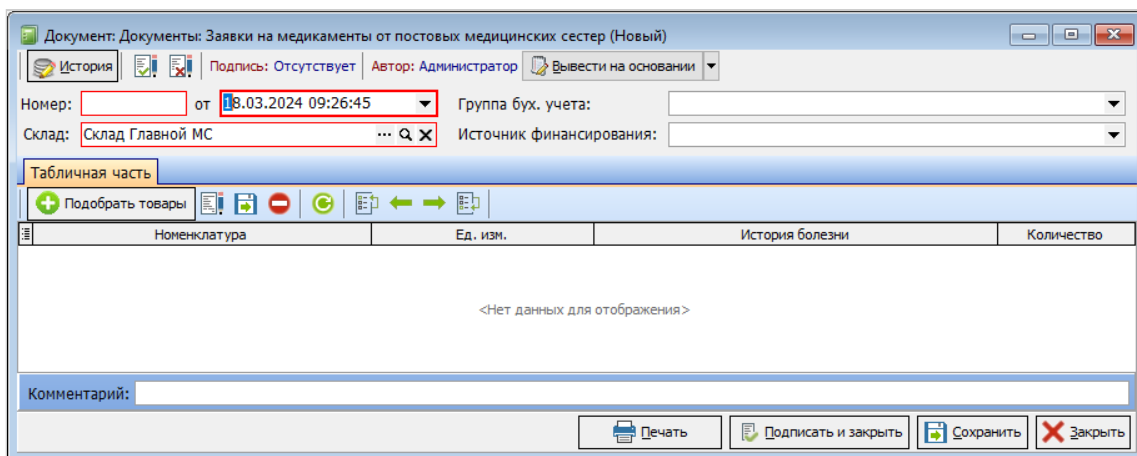 Документ: Документы: Заявки на медикаменты от постовых медицинских сестер (Новый)
История Подпись: Отсутствует Автор: Администратор Вывести на основании
Номер: от 18.03.2024 09:26:45 Группа бух. учета:
Склад: Склад Главной МС Источник финансирования:
Табличная часть
Подобрать товары
Номенклатура Ед. изм. История болезни Количество
<Нет данных для отображения>
Комментарий:
Печать Подписать и закрыть Сохранить Закрыть